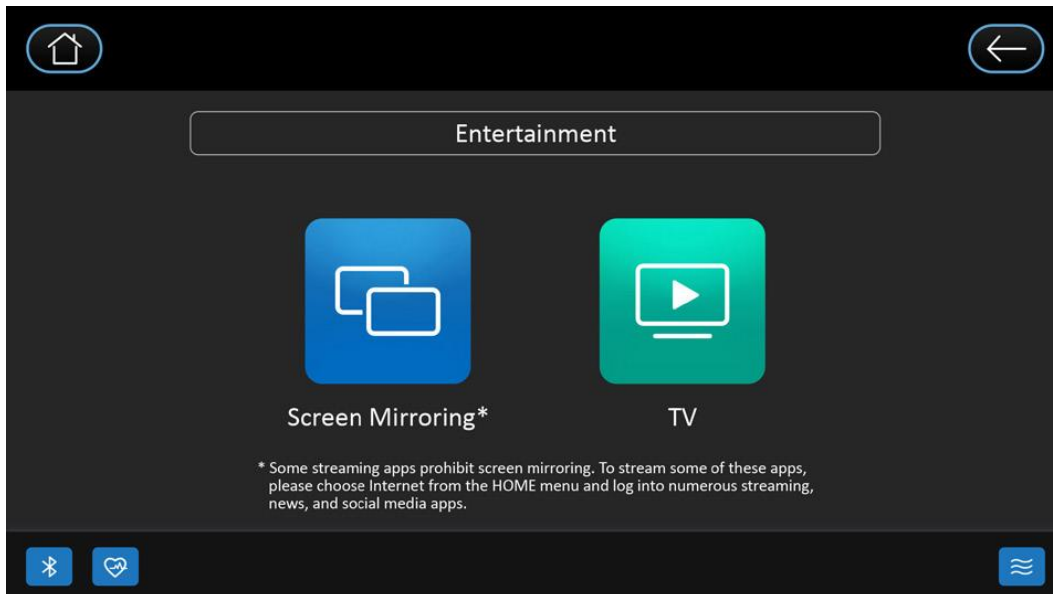 Entertainment
Screen Mirroring*
TV
* Some streaming apps prohibit screen mirroring. To stream some of these apps,
please choose Internet from the HOME menu and log into numerous streaming,
news, and social media apps.